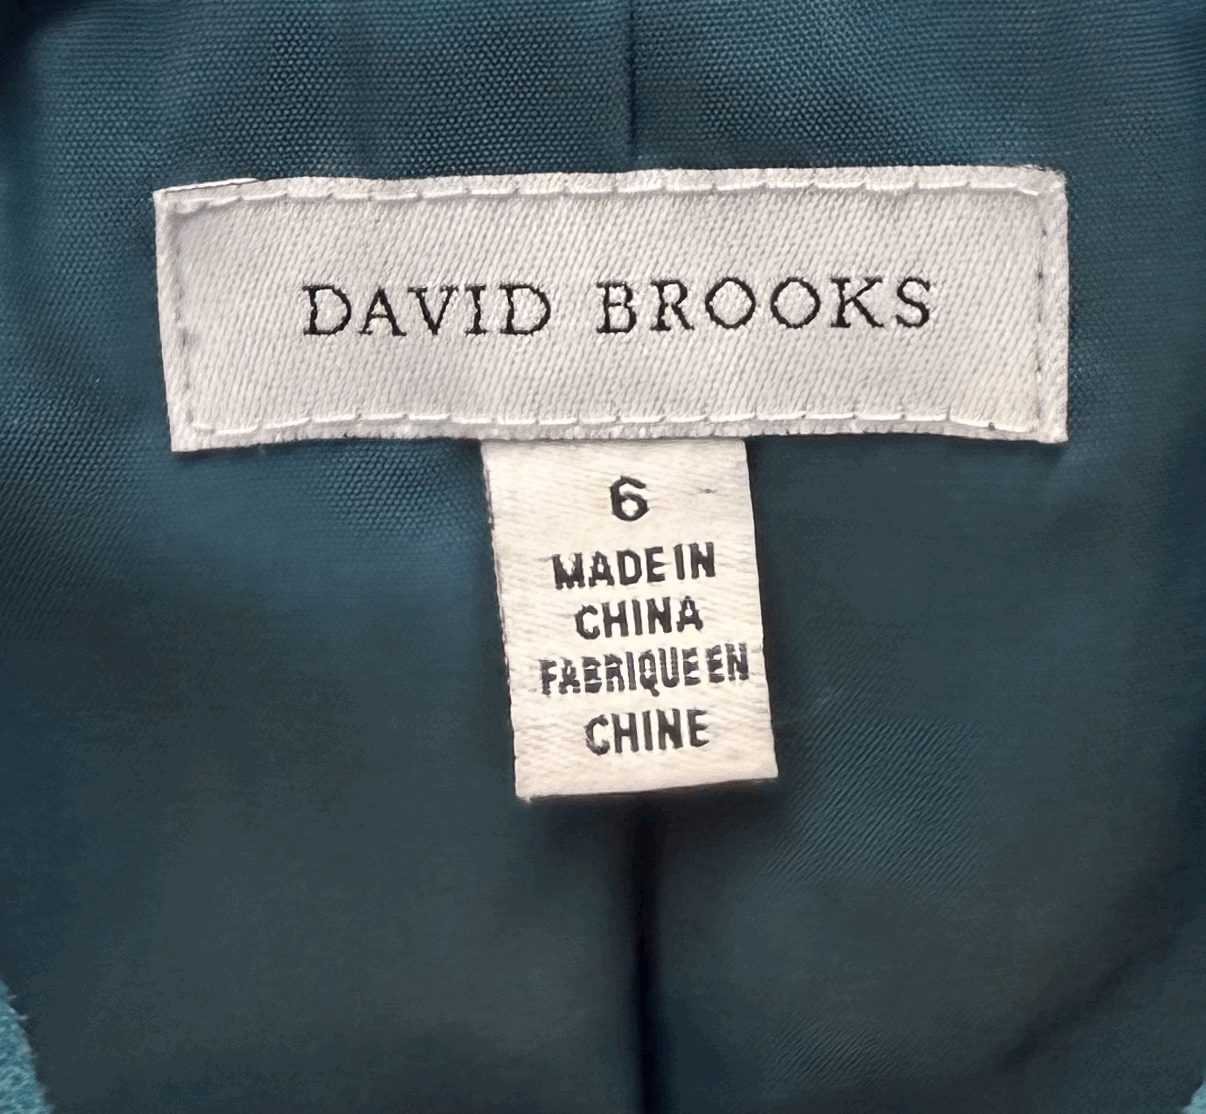 DAVID BROOKS
6
MADE IN
CHINA
FABRIQUE EN
CHINE